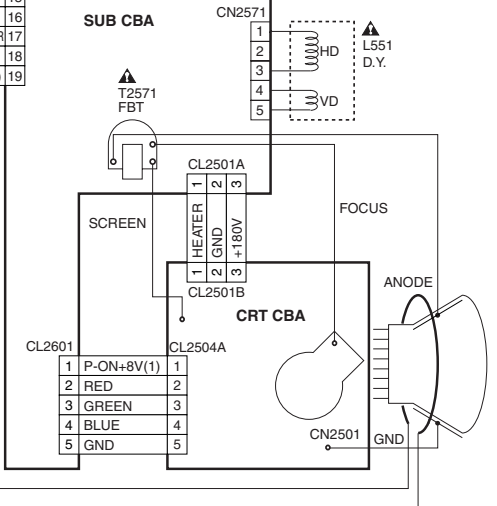 16
17
18
19
SUB CBA
CN2571
1
2
3
4
5
HD
VD
L551
D.Y.
T2571
FBT
CL2501A
1 2 3
HEATER
GND
+180V
1 2 3
CL2501B
SCREEN
FOCUS
ANODE
CRT CBA
CL2601
CL2504A
1 P-ON+8V(1) 1
2 RED 2
3 GREEN 3
4 BLUE 4
5 GND 5
CN2501
GND